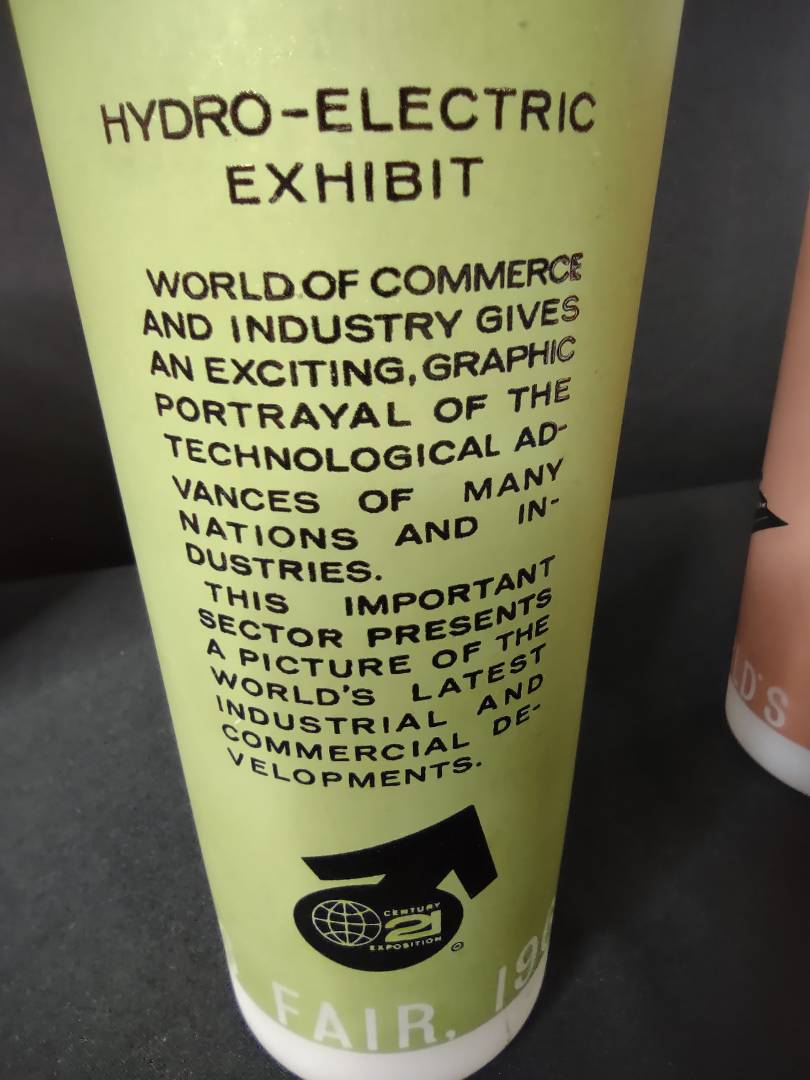 HYDRO-ELECTRIC
EXHIBIT
WORLD OF COMMERCE
AND INDUSTRY GIVES
AN EXCITING, GRAPHIC
PORTRAYAL OF THE
TECHNOLOGICAL AD-
VANCES OF MANY
NATIONS AND IN-
DUSTRIES.
THIS IMPORTANT
SECTOR PRESENTS
A PICTURE OF THE
WORLD'S LATEST
INDUSTRIAL AND
COMMERCIAL DE-
VELOPMENTS.
CENTURY
21
EXPOSITION
FAIR, 19
LD'S